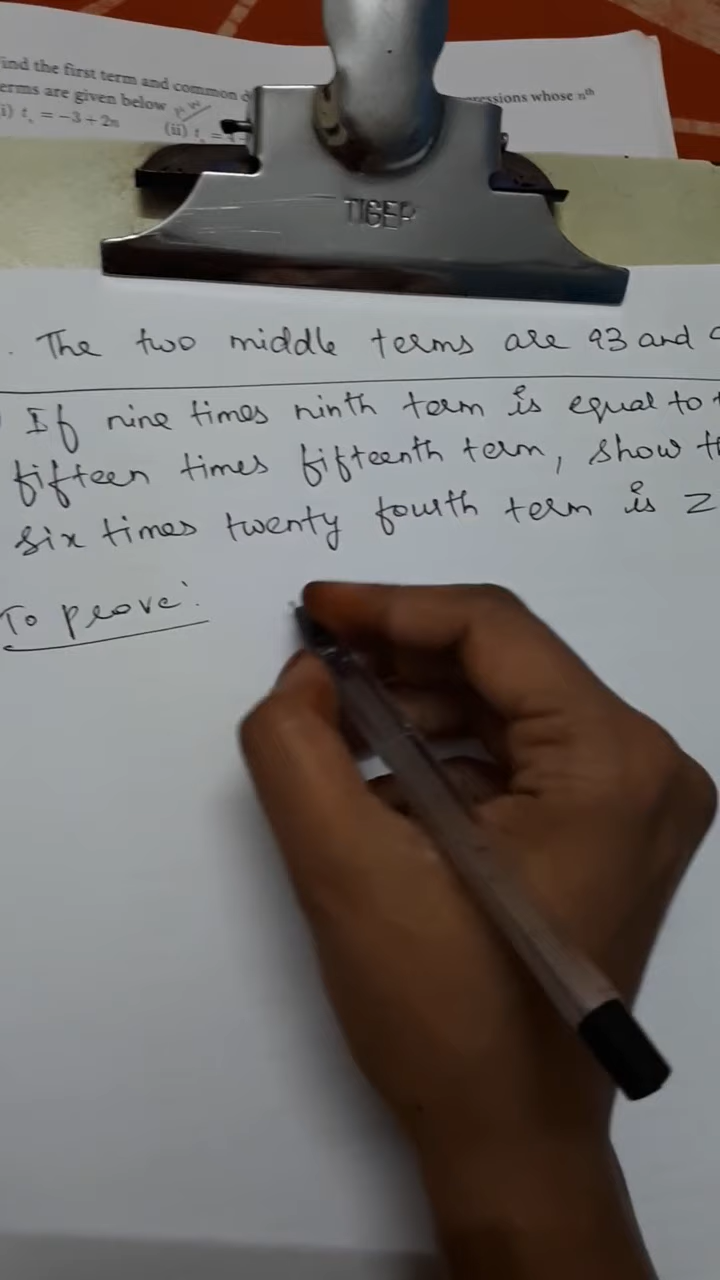 ind the first term and common
erms are given below
ssions whose nth
i) tn = -3 + 2n
(ii) tn =
TIGER
. The two middle terms are 93 and
If nine times ninth term is equal to
fifteen times fifteenth term, show
six times twenty fourth term is z
To prove: